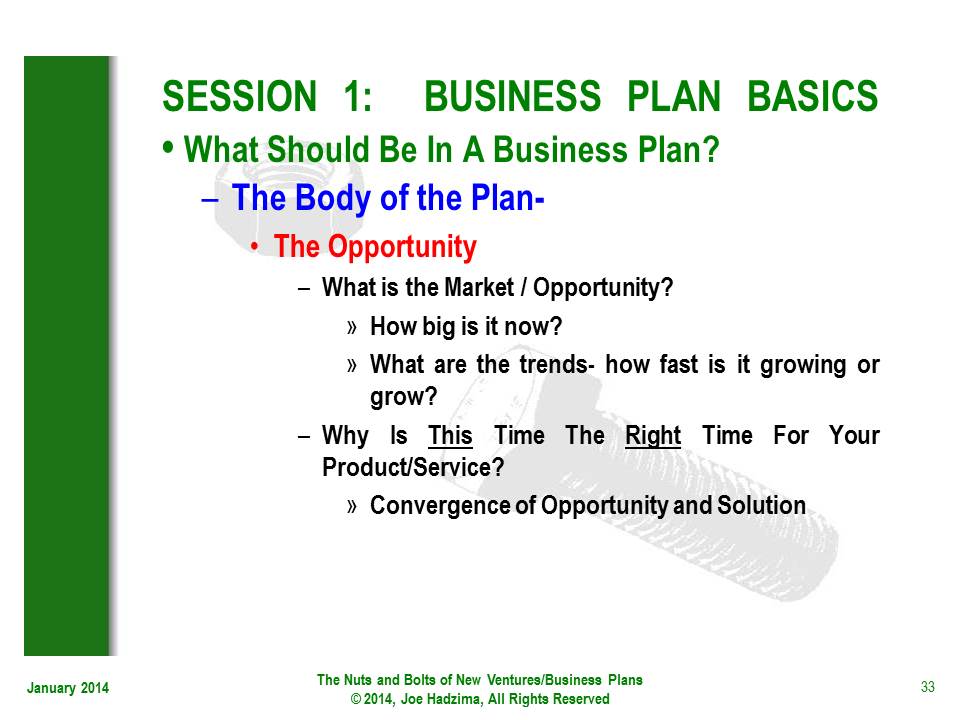 SESSION 1: BUSINESS PLAN BASICS
• What Should Be In A Business Plan?
– The Body of the Plan-
• The Opportunity
– What is the Market / Opportunity?
» How big is it now?
» What are the trends- how fast is it growing or
grow?
– Why Is This Time The Right Time For Your
Product/Service?
» Convergence of Opportunity and Solution
January 2014
The Nuts and Bolts of New Ventures/Business Plans
© 2014, Joe Hadzima, All Rights Reserved
33